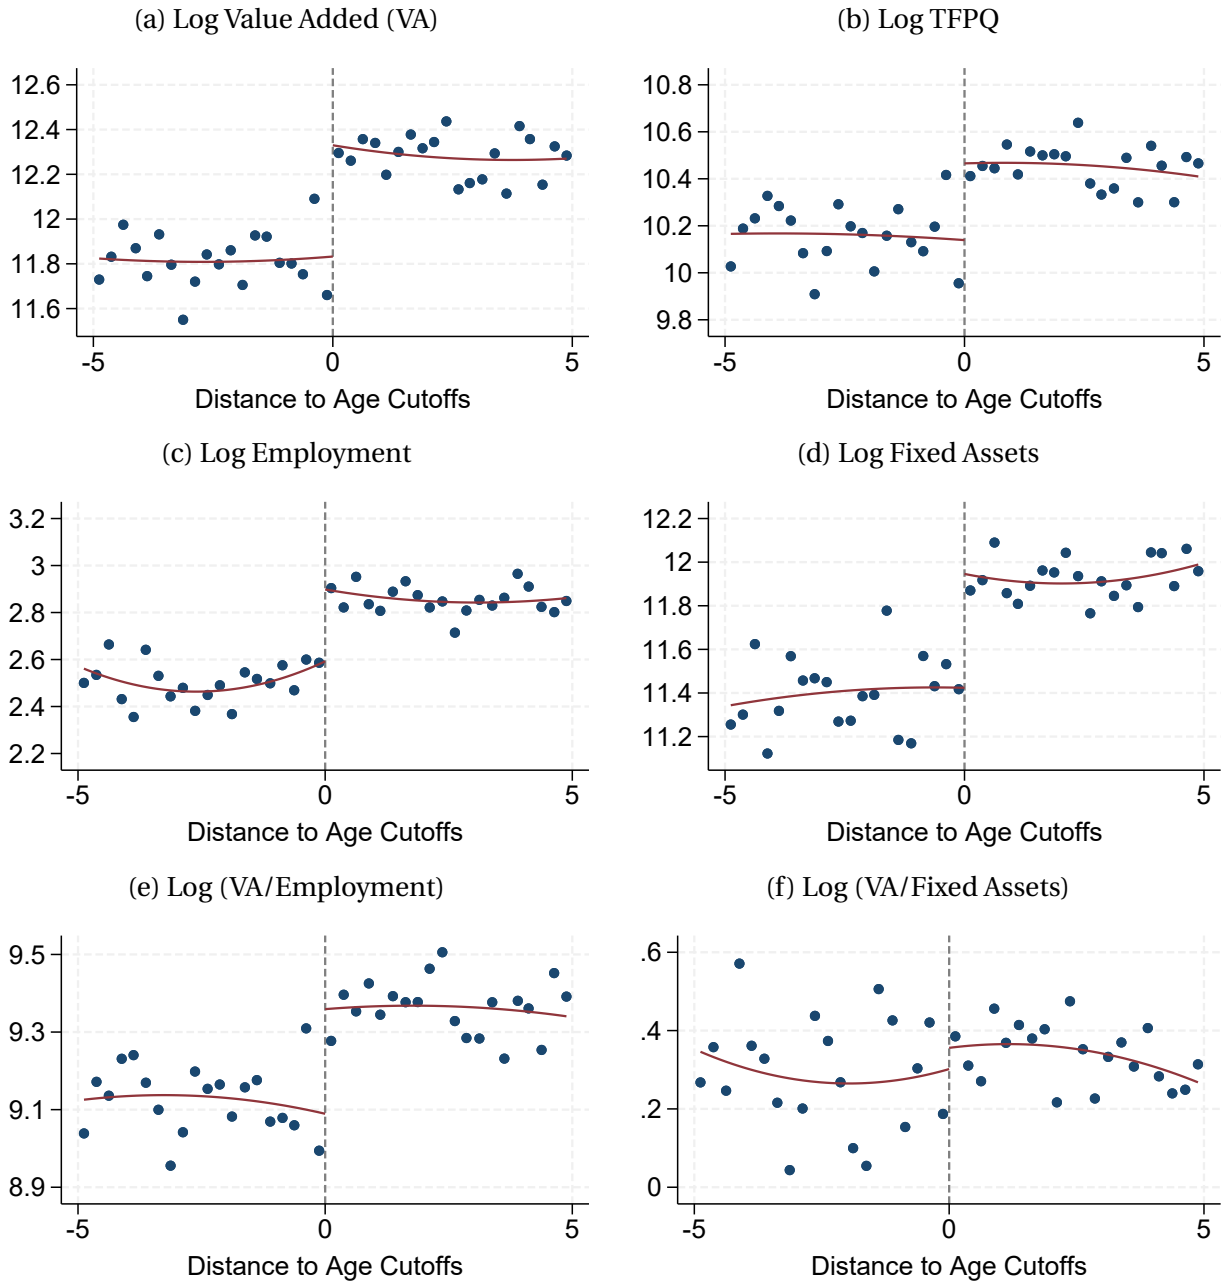 (a) Log Value Added (VA)
12.6
12.4
12.2
12
11.8
11.6
-5 0 5
Distance to Age Cutoffs
(b) Log TFPQ
10.8
10.6
10.4
10.2
10
9.8
-5 0 5
Distance to Age Cutoffs
(c) Log Employment
3.2
3
2.8
2.6
2.4
2.2
-5 0 5
Distance to Age Cutoffs
(d) Log Fixed Assets
12.2
12
11.8
11.6
11.4
11.2
-5 0 5
Distance to Age Cutoffs
(e) Log (VA/Employment)
9.5
9.3
9.1
8.9
-5 0 5
Distance to Age Cutoffs
(f) Log (VA/Fixed Assets)
.6
.4
.2
0
-5 0 5
Distance to Age Cutoffs